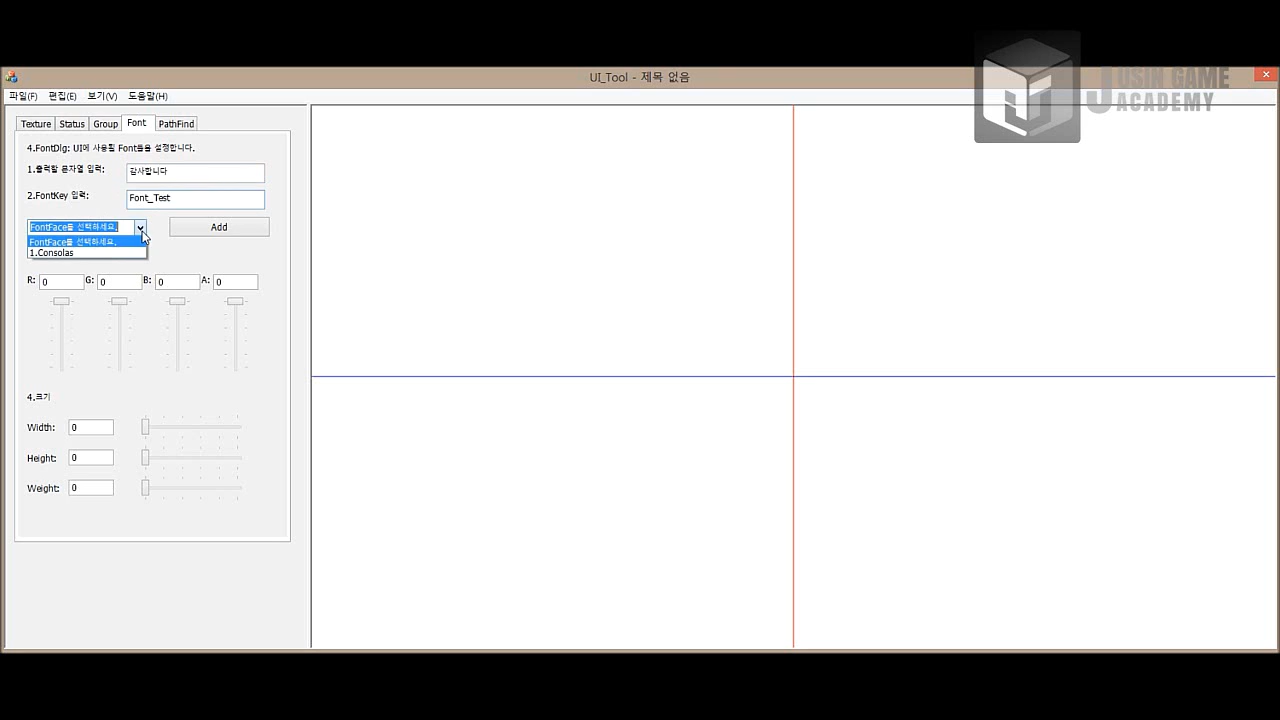 UI_Tool - 제목 없음
JUSIN GAME
ACADEMY
파일(F) 편집(E) 보기(V) 도움말(H)
Texture Status Group Font PathFind
4.FontDlg: UI에 사용될 Font들을 설정합니다.
1.출력할 문자열 입력: 감사합니다
2.FontKey 입력: Font_Test
FontFace를 선택하세요. Add
FontFace를 선택하세요.
1.Consolas
R: 0 G: 0 B: 0 A: 0
4.크기
Width: 0
Height: 0
Weight: 0